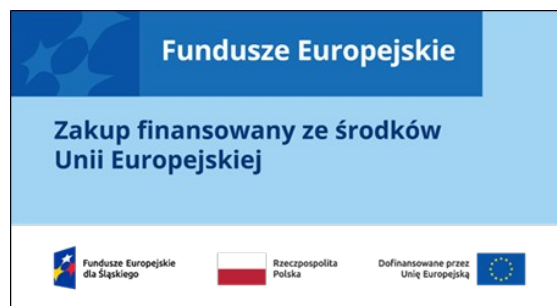 Fundusze Europejskie
Zakup finansowany ze środków
Unii Europejskiej
Fundusze Europejskie
dla Śląskiego
Rzeczpospolita
Polska
Dofinansowane przez
Unię Europejską